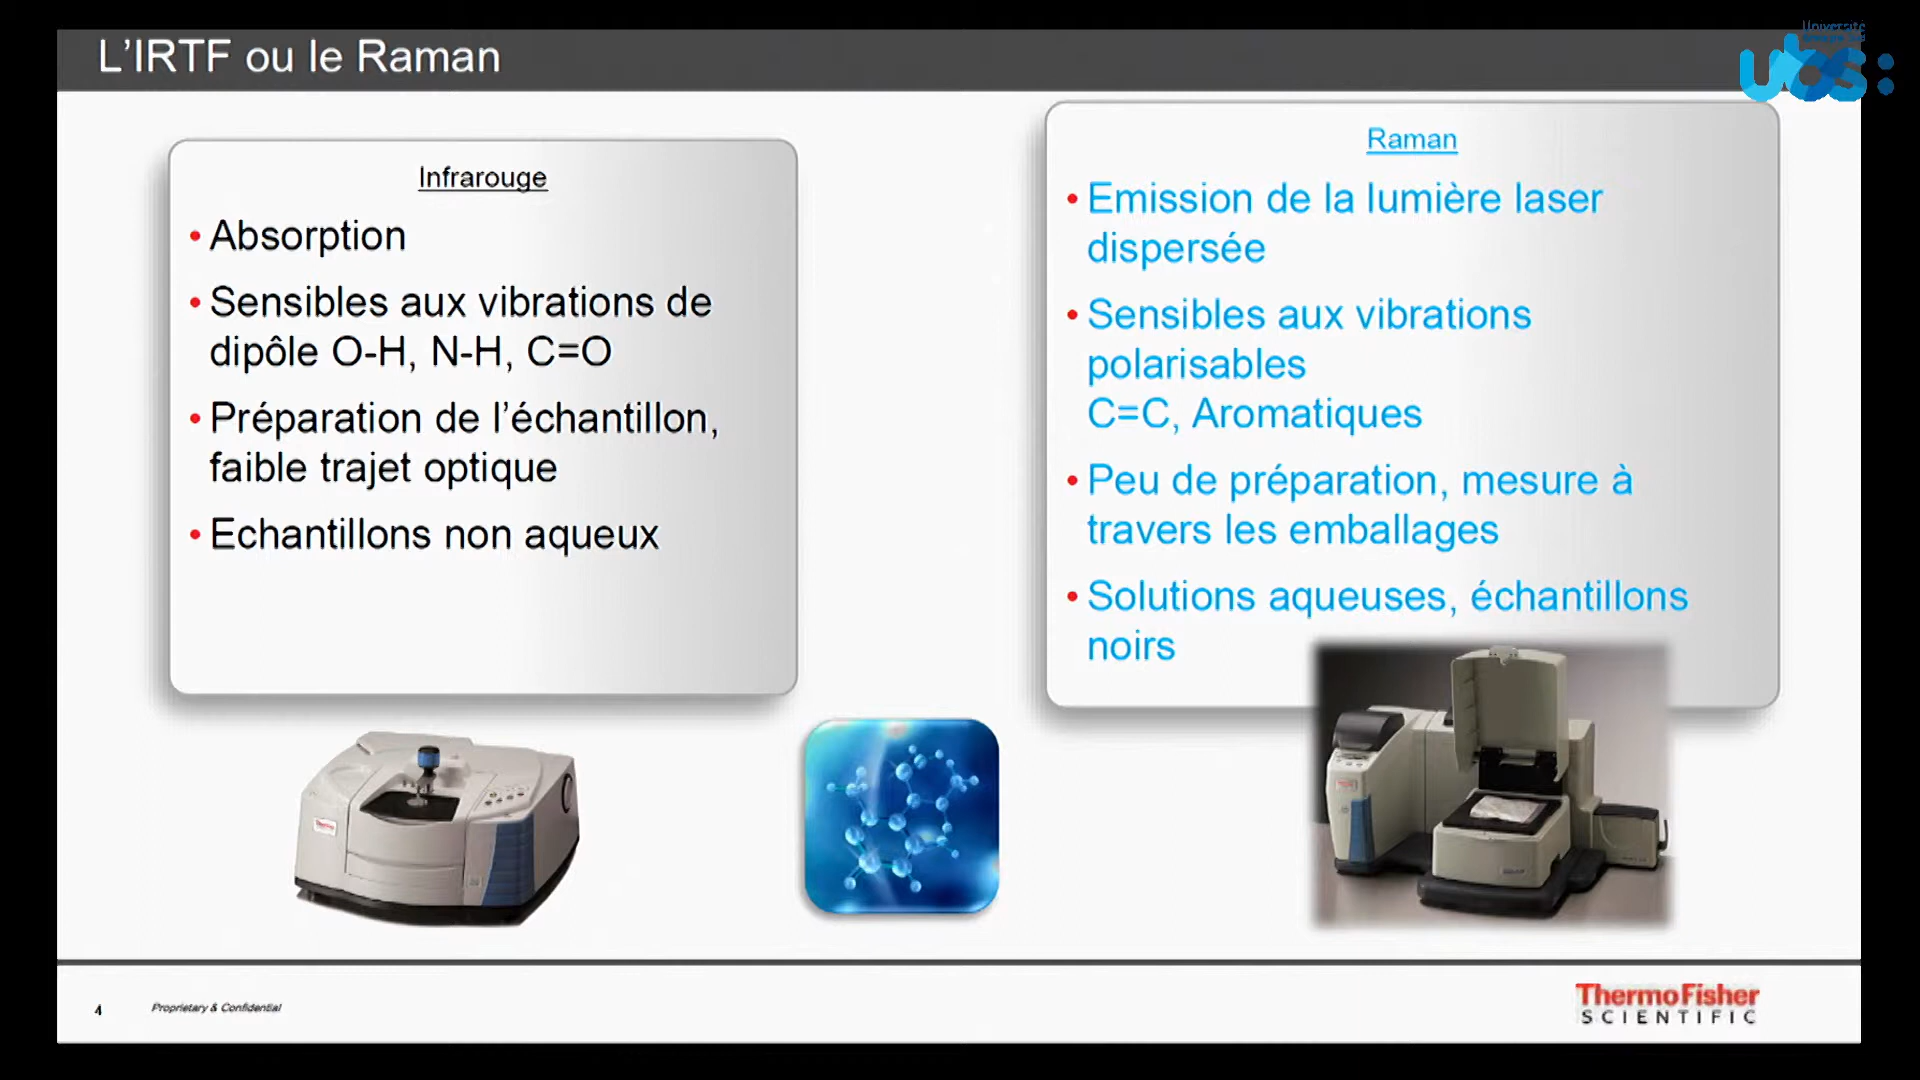 L'IRTF ou le Raman
Université
ubs:
Infrarouge
• Absorption
• Sensibles aux vibrations de
dipôle O-H, N-H, C=O
• Préparation de l'échantillon,
faible trajet optique
• Echantillons non aqueux
Raman
• Emission de la lumière laser
dispersée
• Sensibles aux vibrations
polarisables
C=C, Aromatiques
• Peu de préparation, mesure à
travers les emballages
• Solutions aqueuses, échantillons
noirs
4
Proprietary & Confidential
ThermoFisher
SCIENTIFIC